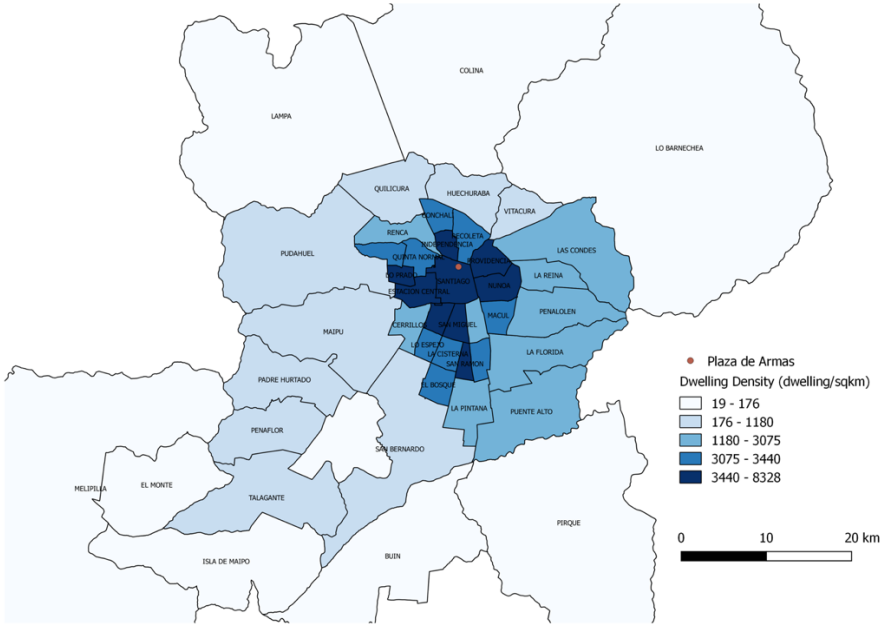 COLINA
LAMPA
LO BARNECHEA
QUILICURA
HUECHURABA
VITACURA
CONCHAL
RENCA
RECOLETA
INDEPENDENCIA
PUDAHUEL
LAS CONDES
QUINTA NORMAL
PROVIDENCIA
LO PRADO
LA REINA
SANTIAGO
NUNOA
ESTACION CENTRAL
PENALOLEN
MACUL
CERRILLOS
SAN MIGUEL
MAIPU
LO ESPEJO
LA CISTERNA
LA FLORIDA
SAN RAMON
PADRE HURTADO
EL BOSQUE
LA PINTANA
PUENTE ALTO
PENAFLOR
SAN BERNARDO
MELIPILLA
EL MONTE
TALAGANTE
PIRQUE
ISLA DE MAIPO
BUIN
Plaza de Armas
Dwelling Density (dwelling/sqkm)
19 - 176
176 - 1180
1180 - 3075
3075 - 3440
3440 - 8328
0 10 20 km